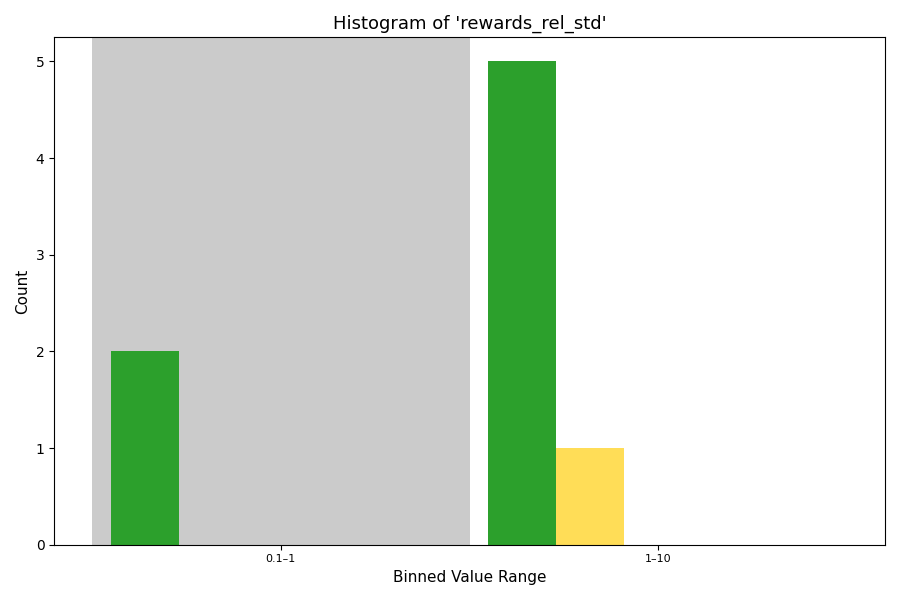 Histogram of 'rewards_rel_std'
5
4
3
2
1
0
Count
0.1–1
1–10
Binned Value Range